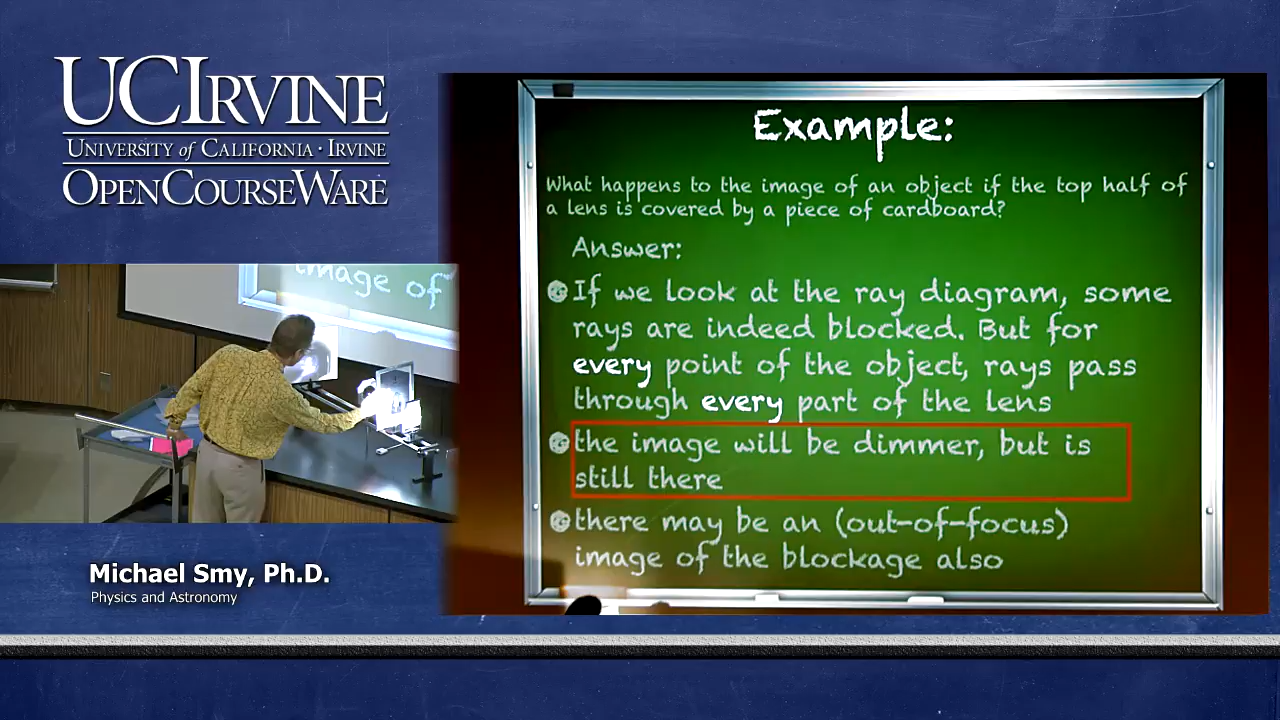 UCIRVINE
UNIVERSITY of CALIFORNIA · IRVINE
OPENCOURSEWARE
image of
Michael Smy, Ph.D.
Physics and Astronomy
Example:
What happens to the image of an object if the top half of
a lens is covered by a piece of cardboard?
Answer:
If we look at the ray diagram, some
rays are indeed blocked. But for
every point of the object, rays pass
through every part of the lens
the image will be dimmer, but is
still there
there may be an (out-of-focus)
image of the blockage also